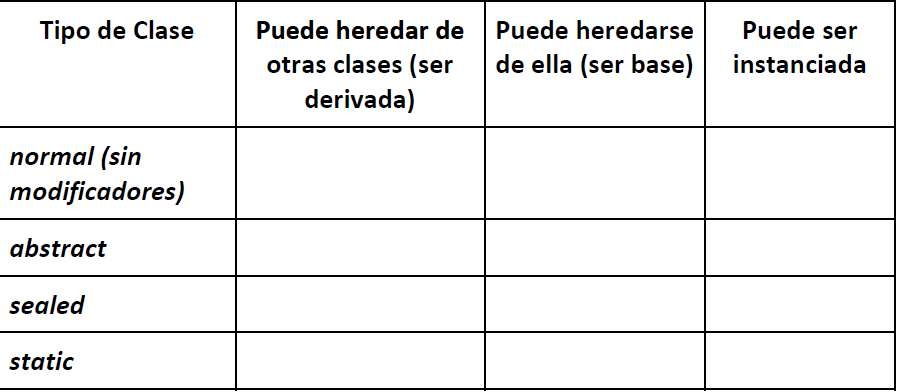 Tipo de Clase
Puede heredar de
otras clases (ser
derivada)
Puede heredarse
de ella (ser base)
Puede ser
instanciada
normal (sin
modificadores)
abstract
sealed
static